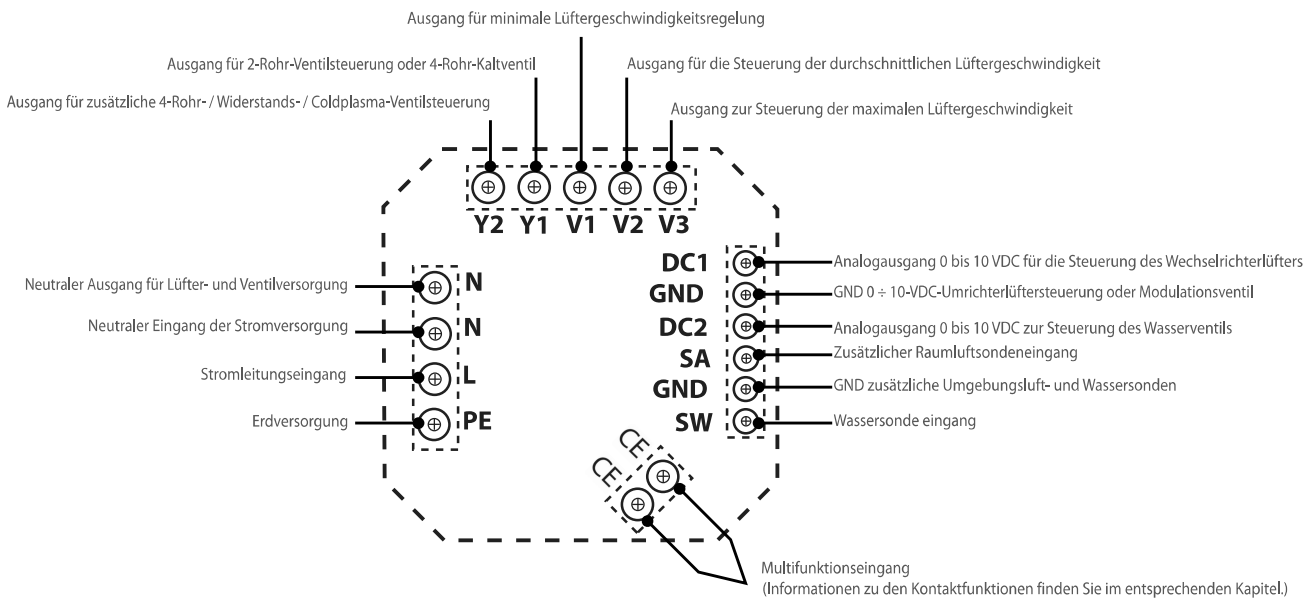 Ausgang für minimale Lüftergeschwindigkeitsregelung
Ausgang für 2-Rohr-Ventilsteuerung oder 4-Rohr-Kaltventil
Ausgang für die Steuerung der durchschnittlichen Lüftergeschwindigkeit
Ausgang für zusätzliche 4-Rohr- / Widerstands- / Coldplasma-Ventilsteuerung
Ausgang zur Steuerung der maximalen Lüftergeschwindigkeit
Y2 Y1 V1 V2 V3
Neutraler Ausgang für Lüfter- und Ventilversorgung
N
Neutraler Eingang der Stromversorgung
N
Stromleitungseingang
L
Erdversorgung
PE
DC1
Analogausgang 0 bis 10 VDC für die Steuerung des Wechselrichterlüfters
GND
GND 0 ÷ 10-VDC-Umrichterlüftersteuerung oder Modulationsventil
DC2
Analogausgang 0 bis 10 VDC zur Steuerung des Wasserventils
SA
Zusätzlicher Raumluftsondeneingang
GND
GND zusätzliche Umgebungsluft- und Wassersonden
SW
Wassersonde eingang
CE
CE
Multifunktionseingang
(Informationen zu den Kontaktfunktionen finden Sie im entsprechenden Kapitel.)